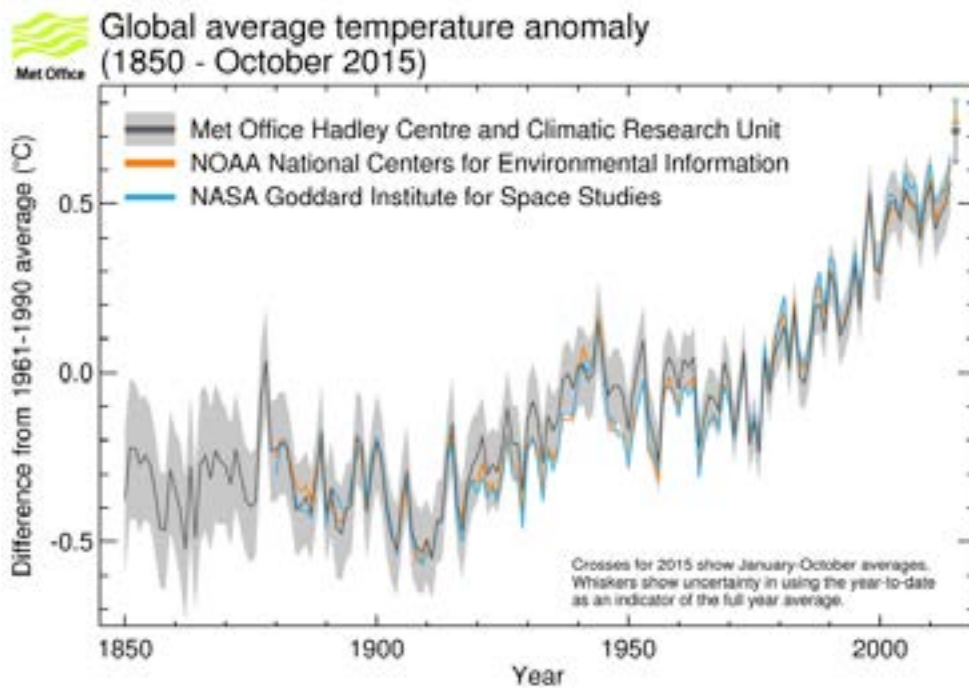 Global average temperature anomaly
(1850 - October 2015)
Met Office
Met Office Hadley Centre and Climatic Research Unit
NOAA National Centers for Environmental Information
NASA Goddard Institute for Space Studies
Difference from 1961-1990 average (°C)
0.5
0.0
-0.5
Crosses for 2015 show January-October averages.
Whiskers show uncertainty in using the year-to-date
as an indicator of the full year average.
1850
1900
1950
2000
Year